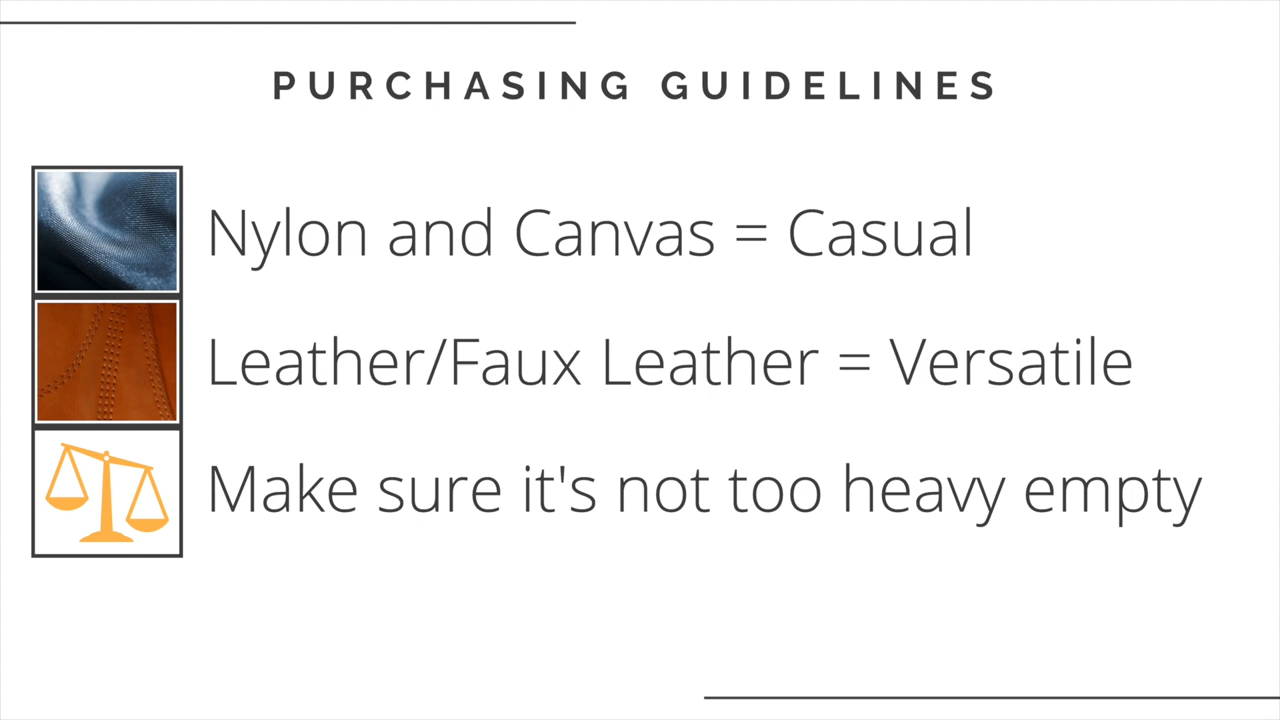 PURCHASING GUIDELINES
Nylon and Canvas = Casual
Leather/Faux Leather = Versatile
Make sure it's not too heavy empty